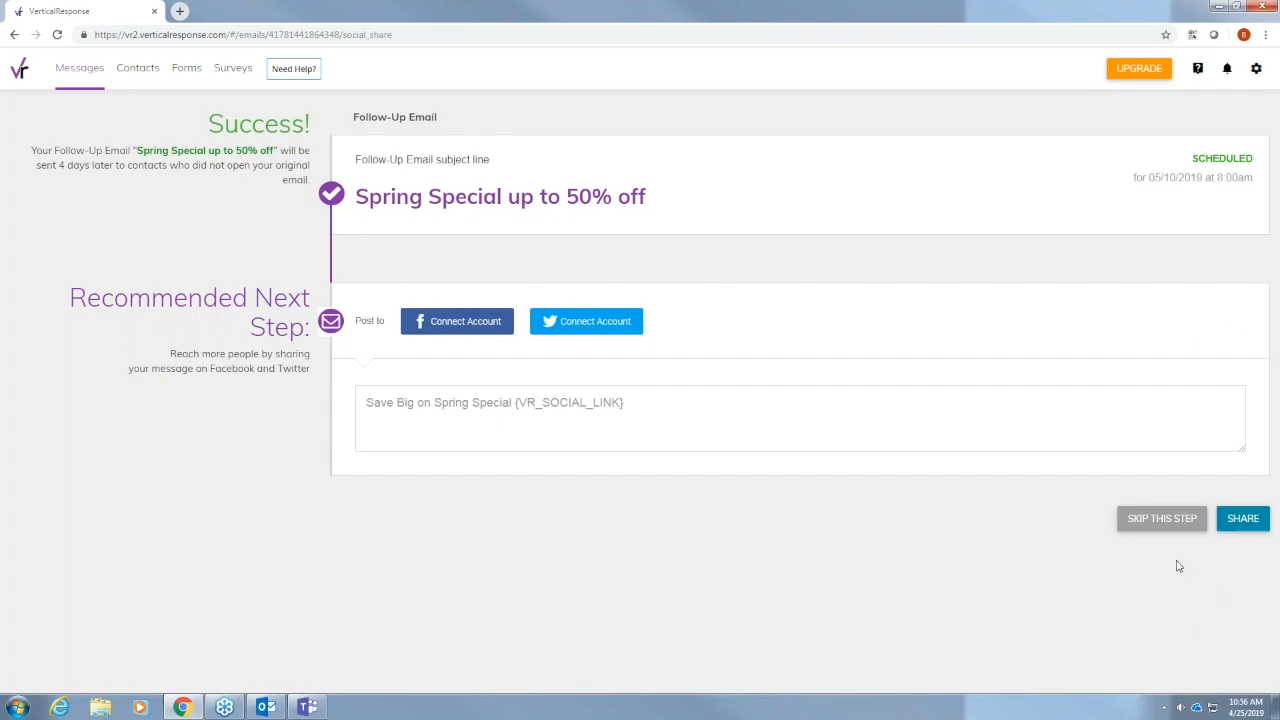 VerticalResponse
https://vr2.verticalresponse.com/#/emails/41781441864348/social_share
B
vr Messages Contacts Forms Surveys Need Help? UPGRADE
Success!
Your Follow-Up Email "Spring Special up to 50% off" will be
sent 4 days later to contacts who did not open your original
email.
Follow-Up Email
Follow-Up Email subject line
SCHEDULED
for 05/10/2019 at 8:00am
Spring Special up to 50% off
Recommended Next
Step:
Reach more people by sharing
your message on Facebook and Twitter
Post to Connect Account Connect Account
Save Big on Spring Special {VR_SOCIAL_LINK}
SKIP THIS STEP SHARE
10:56 AM
4/25/2019